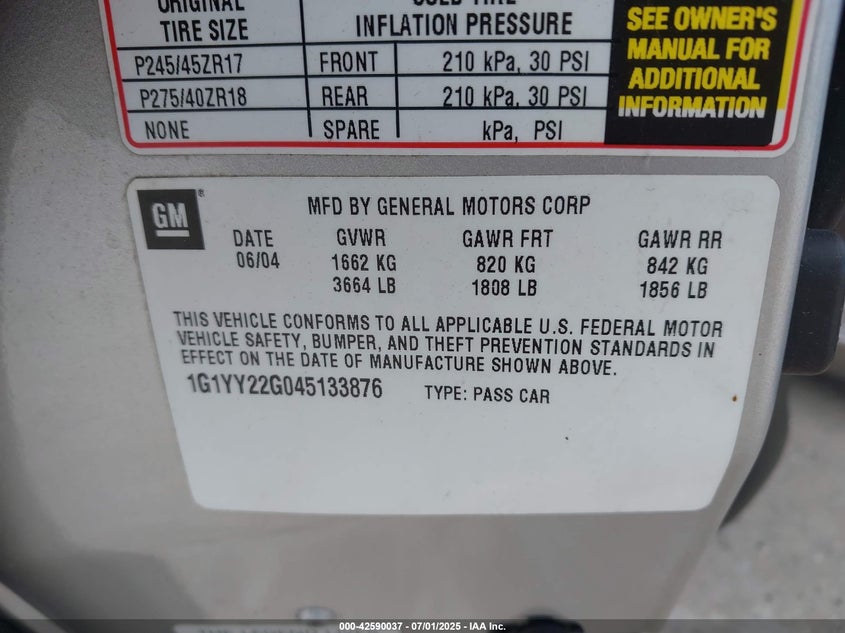 ORIGINAL
TIRE SIZE
INFLATION PRESSURE
P245/45ZR17 FRONT 210 kPa, 30 PSI
P275/40ZR18 REAR 210 kPa, 30 PSI
NONE SPARE kPa, PSI
SEE OWNER'S
MANUAL FOR
ADDITIONAL
INFORMATION
GM®
MFD BY GENERAL MOTORS CORP
DATE GVWR GAWR FRT GAWR RR
06/04 1662 KG 820 KG 842 KG
3664 LB 1808 LB 1856 LB
THIS VEHICLE CONFORMS TO ALL APPLICABLE U.S. FEDERAL MOTOR
VEHICLE SAFETY, BUMPER, AND THEFT PREVENTION STANDARDS IN
EFFECT ON THE DATE OF MANUFACTURE SHOWN ABOVE.
1G1YY22G045133876 TYPE: PASS CAR
000-42590037 - 07/01/2025 - IAA Inc.